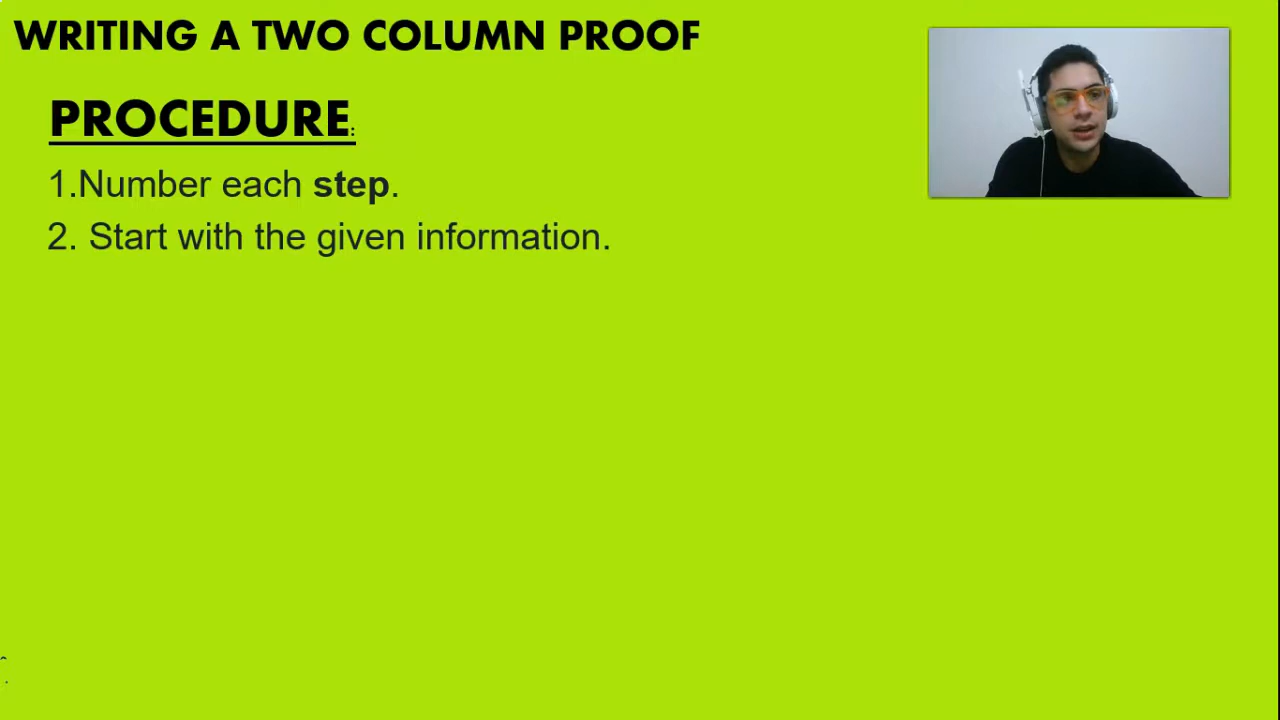 WRITING A TWO COLUMN PROOF
PROCEDURE:
1.Number each step.
2. Start with the given information.